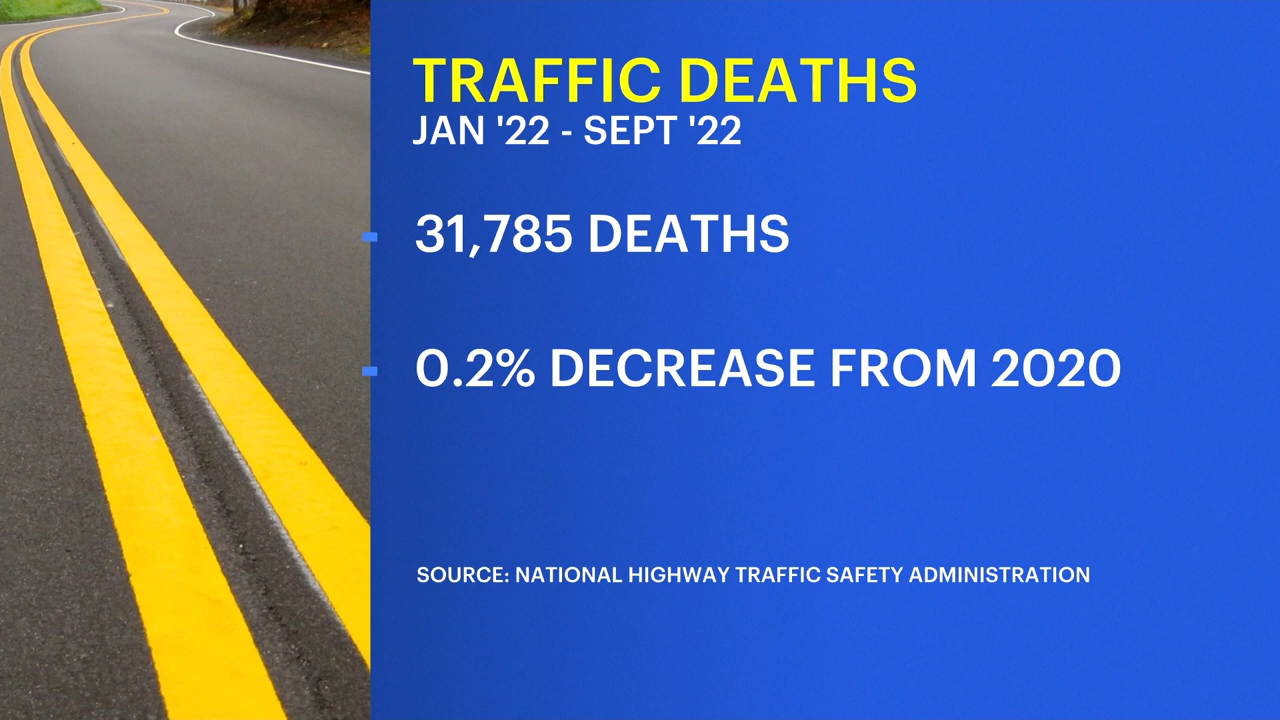 TRAFFIC DEATHS
JAN '22 - SEPT '22
31,785 DEATHS
0.2% DECREASE FROM 2020
SOURCE: NATIONAL HIGHWAY TRAFFIC SAFETY ADMINISTRATION